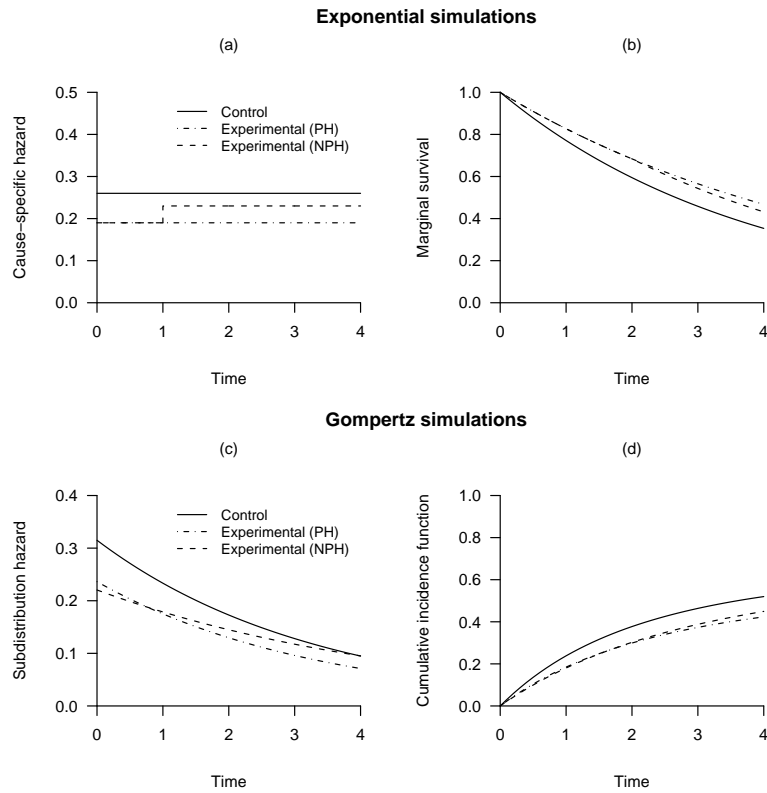 Exponential simulations
(a)
Cause−specific hazard
0.5
0.4
0.3
0.2
0.1
0.0
Control
Experimental (PH)
Experimental (NPH)
0 1 2 3 4
Time
(b)
Marginal survival
1.0
0.8
0.6
0.4
0.2
0.0
0 1 2 3 4
Time
Gompertz simulations
(c)
Subdistribution hazard
0.4
0.3
0.2
0.1
0.0
Control
Experimental (PH)
Experimental (NPH)
0 1 2 3 4
Time
(d)
Cumulative incidence function
1.0
0.8
0.6
0.4
0.2
0.0
0 1 2 3 4
Time